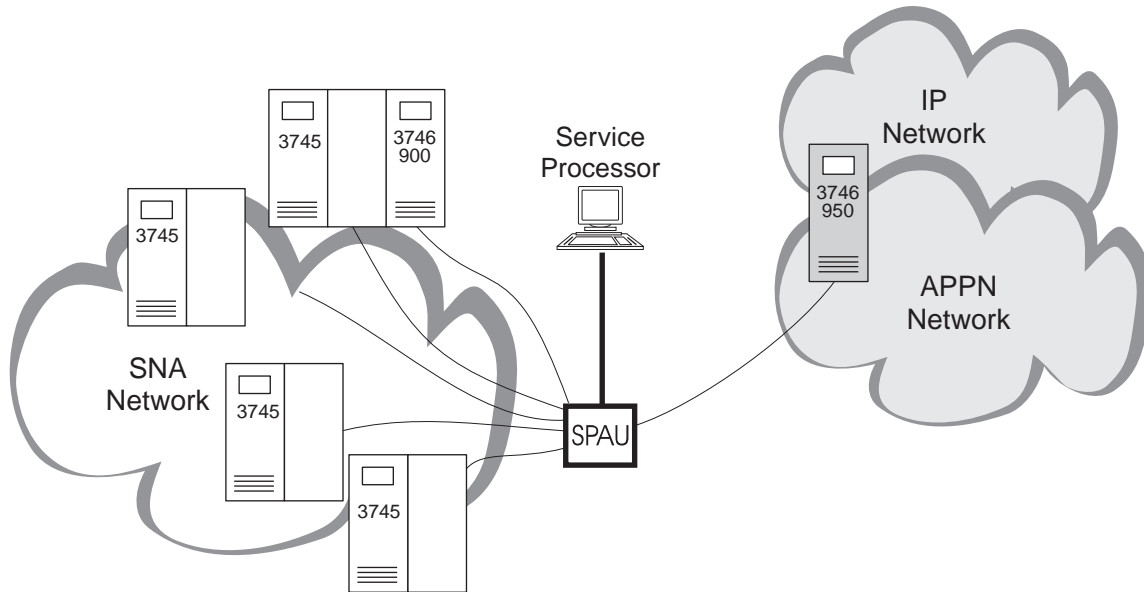 3745
3746
900
Service
Processor
IP
Network
3746
950
3745
APPN
Network
SNA
Network
3745
SPAU
3745